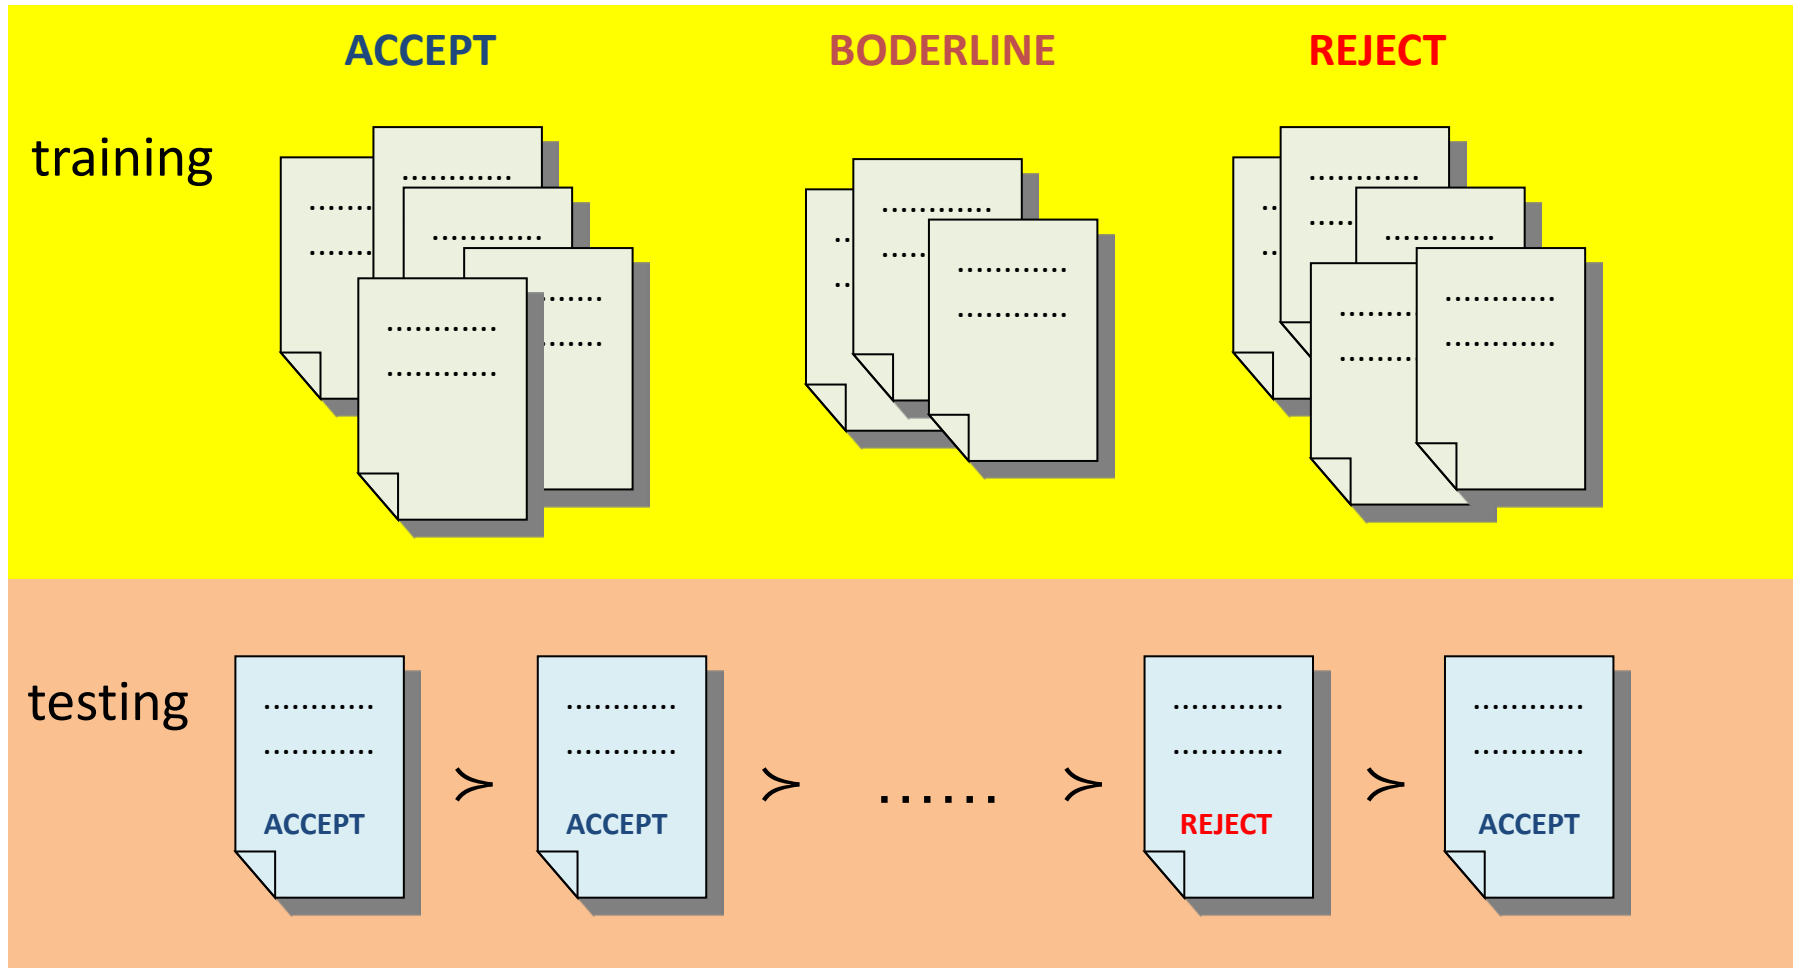 ACCEPT BODERLINE REJECT
training
testing
≻ ≻ ...... ≻ ≻
ACCEPT ACCEPT REJECT ACCEPT